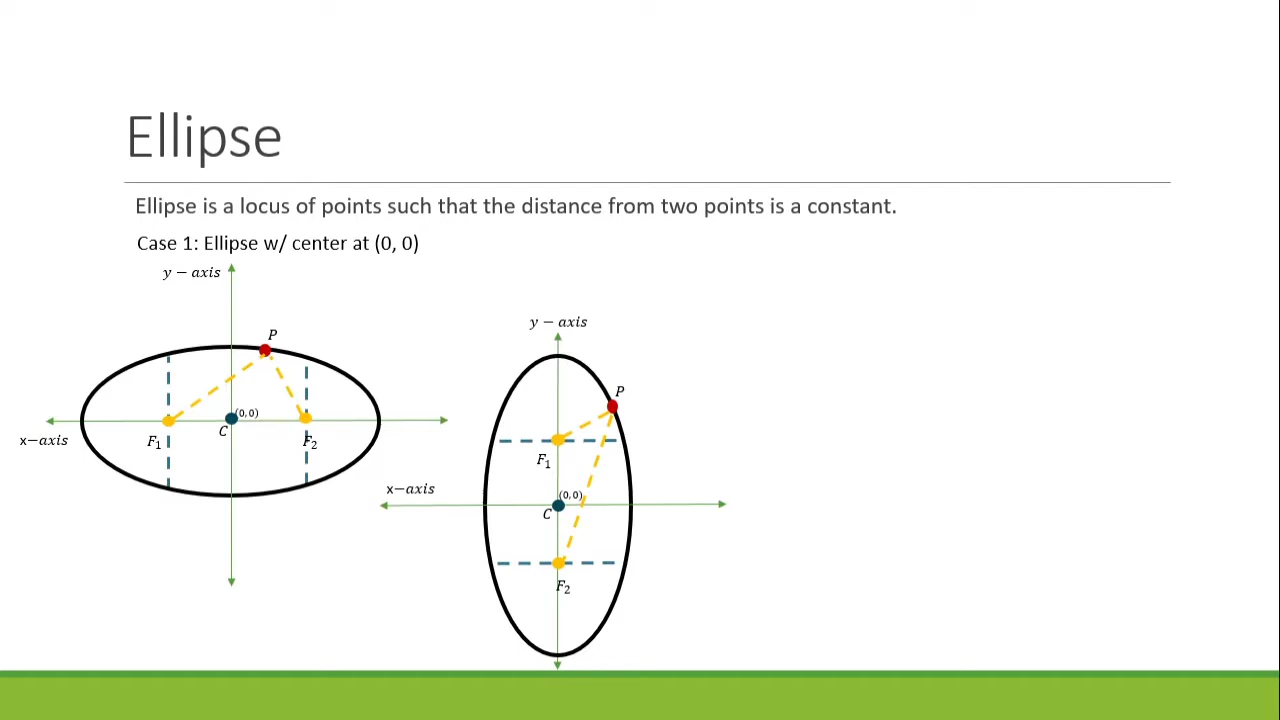 Ellipse
Ellipse is a locus of points such that the distance from two points is a constant.
Case 1: Ellipse w/ center at (0, 0)
y − axis
P
(0,0)
C
F₁
F₂
x−axis
y − axis
P
F₁
x−axis
(0,0)
C
F₂